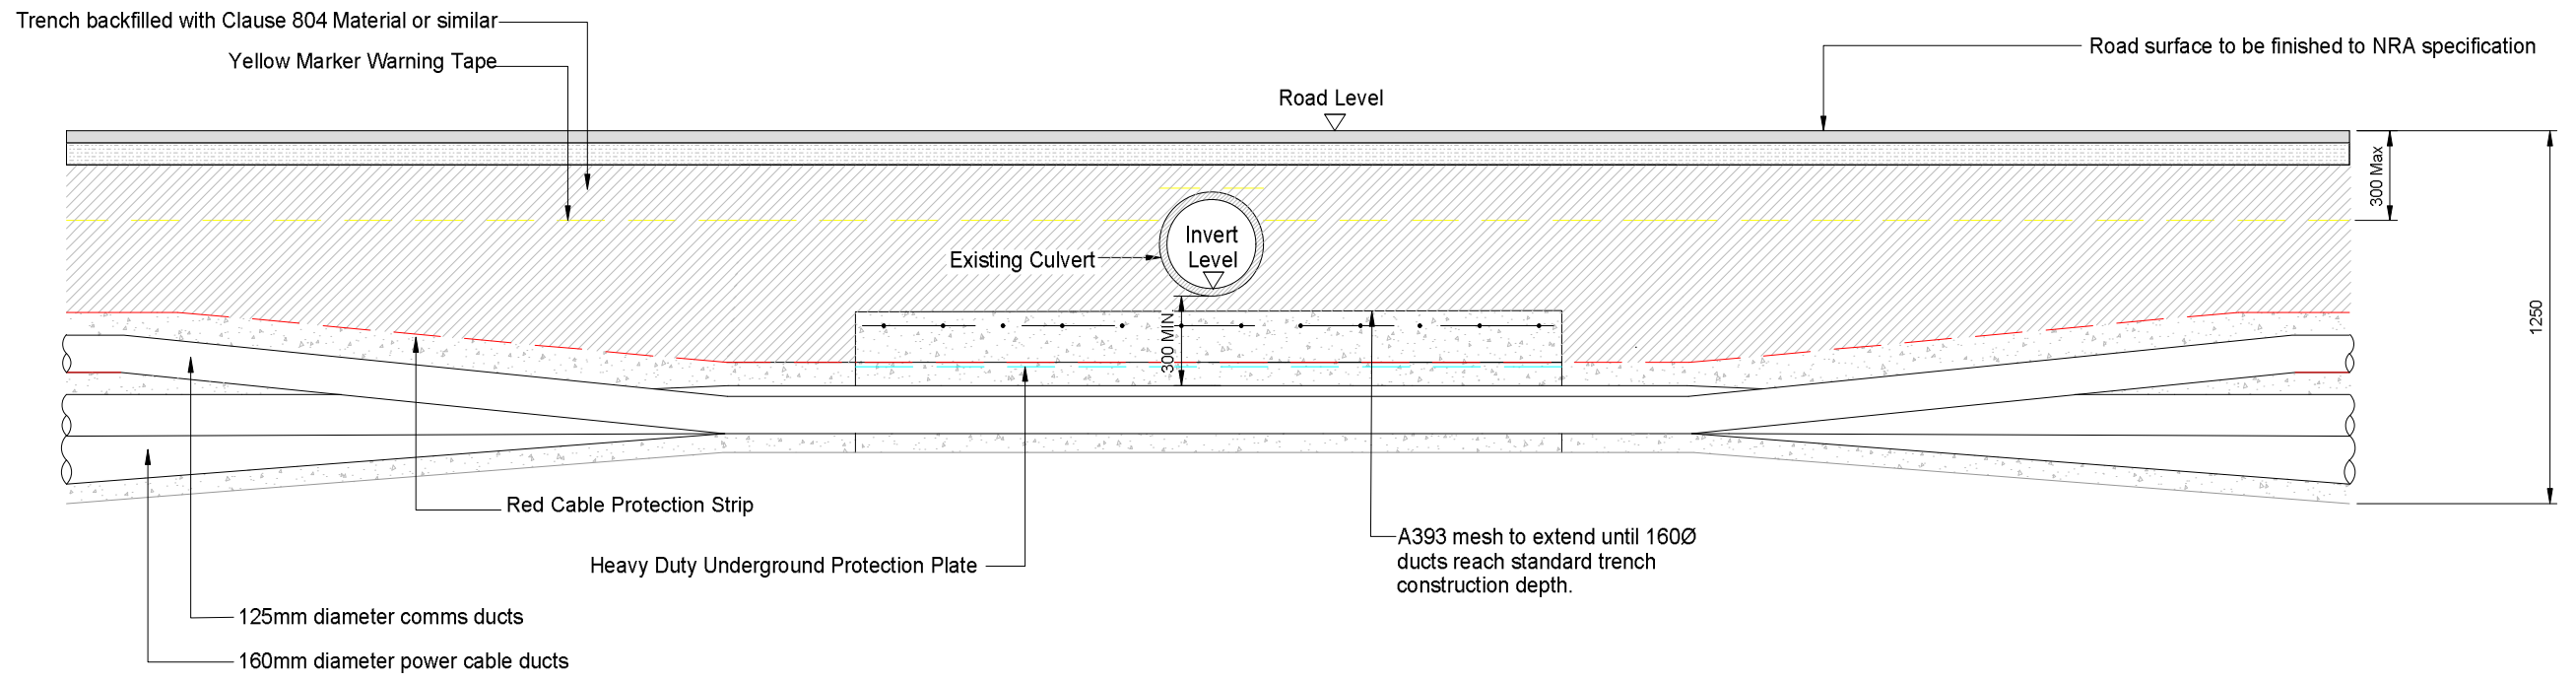 Trench backfilled with Clause 804 Material or similar
Yellow Marker Warning Tape
Road surface to be finished to NRA specification
Road Level
300 Max
Invert
Level
Existing Culvert
300 MIN
1250
Red Cable Protection Strip
Heavy Duty Underground Protection Plate
A393 mesh to extend until 160Ø
ducts reach standard trench
construction depth.
125mm diameter comms ducts
160mm diameter power cable ducts